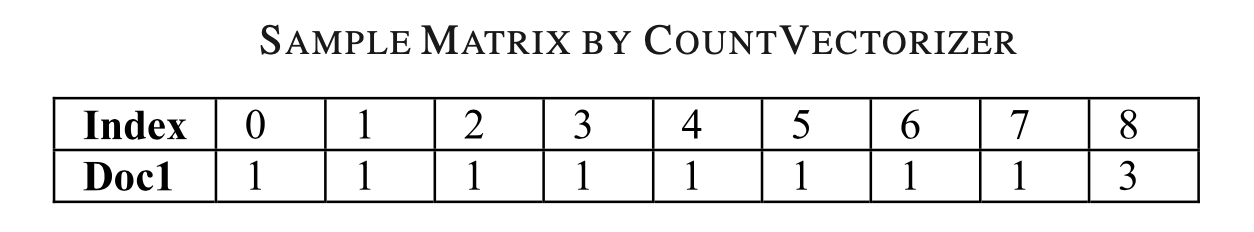 SAMPLE MATRIX BY COUNTVECTORIZER
Index 0 1 2 3 4 5 6 7 8
Doc1 1 1 1 1 1 1 1 1 3